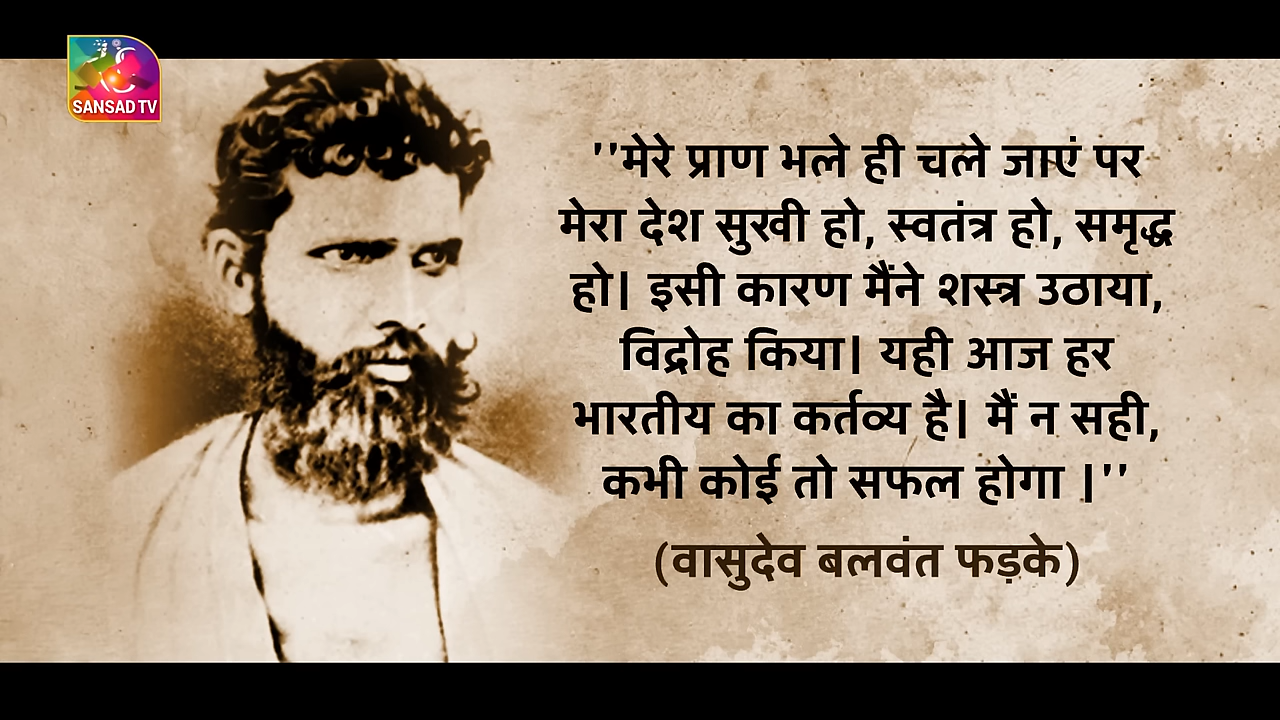 SANSAD TV
''मेरे प्राण भले ही चले जाएं पर
मेरा देश सुखी हो, स्वतंत्र हो, समृद्ध
हो| इसी कारण मैंने शस्त्र उठाया,
विद्रोह किया| यही आज हर
भारतीय का कर्तव्य है| मैं न सही,
कभी कोई तो सफल होगा |''
(वासुदेव बलवंत फड़के)